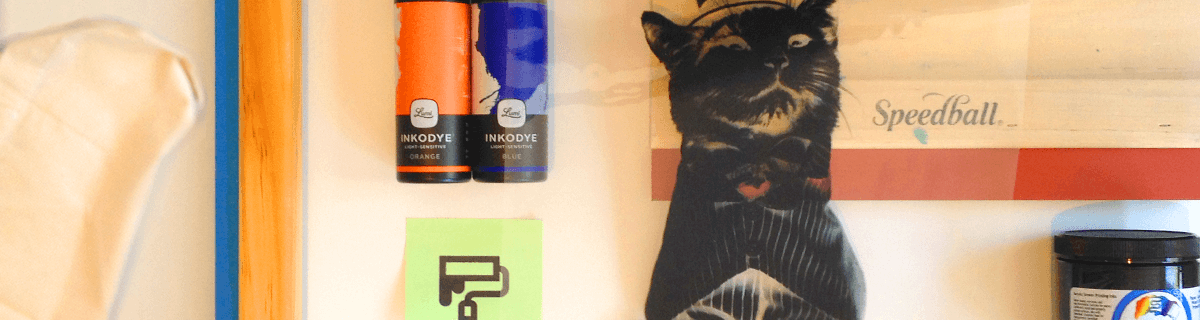 Lumi
INKODYE
LIGHT-SENSITIVE
ORANGE
Lumi
INKODYE
LIGHT-SENSITIVE
BLUE
Speedball